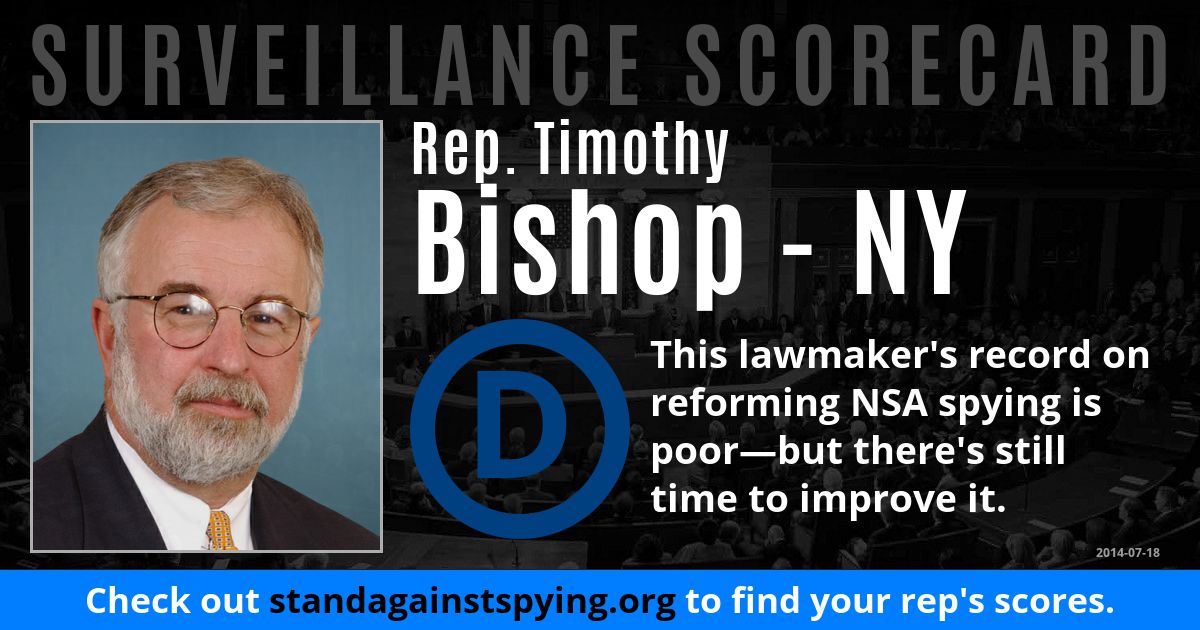 SURVEILLANCE SCORECARD
Rep. Timothy
Bishop - NY
D
This lawmaker's record on
reforming NSA spying is
poor—but there's still
time to improve it.
2014-07-18
Check out standagainstspying.org to find your rep's scores.